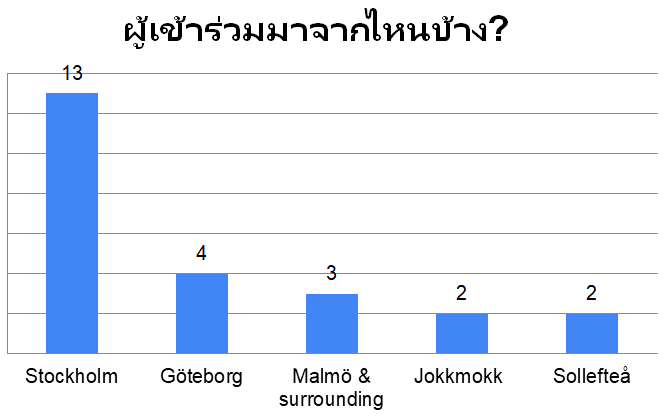 ผู้เข้าร่วมมาจากไหนบ้าง?
13
4
3
2
2
Stockholm
Göteborg
Malmö &
surrounding
Jokkmokk
Sollefteå